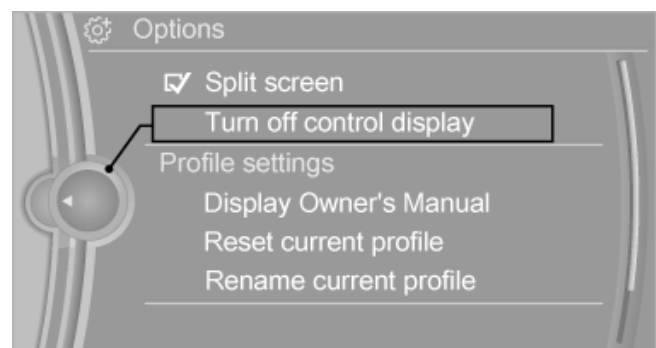 Options
Split screen
Turn off control display
Profile settings
Display Owner's Manual
Reset current profile
Rename current profile